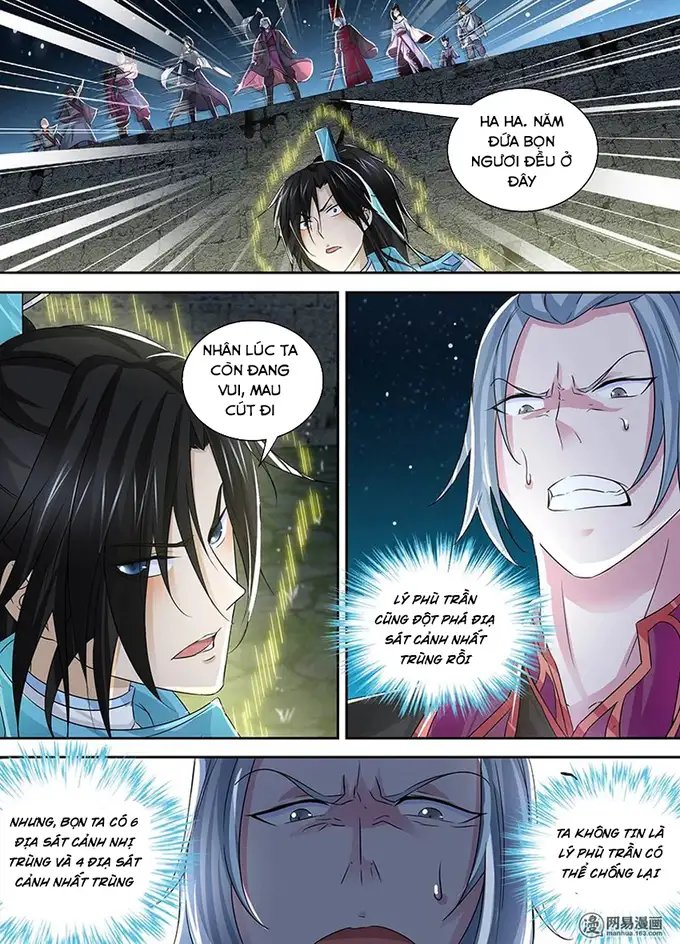 HA HA. NĂM
ĐỨA BỌN
NGƯƠI ĐỀU Ở
ĐÂY
NHÂN LÚC TA
CÒN ĐANG
VUI, MAU
CÚT ĐI
LÝ PHÙ TRẦN
CŨNG ĐỘT PHÁ ĐỊA
SÁT CẢNH NHẤT
TRÙNG RỒI
NHƯNG, BỌN TA CÓ 6
ĐỊA SÁT CẢNH NHỊ
TRÙNG VÀ 4 ĐỊA SÁT
CẢNH NHẤT TRÙNG
TA KHÔNG TIN LÀ
LÝ PHÙ TRẦN CÓ
THỂ CHỐNG LẠI
漫 网易漫画
manhua.163.com